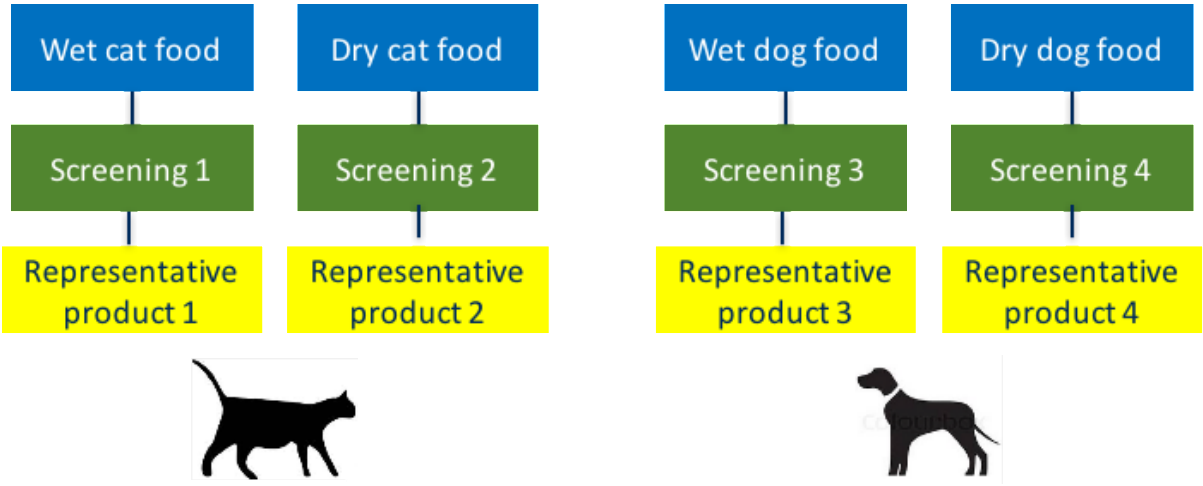 Wet cat food
Dry cat food
Wet dog food
Dry dog food
Screening 1
Screening 2
Screening 3
Screening 4
Representative
product 1
Representative
product 2
Representative
product 3
Representative
product 4
colourbox